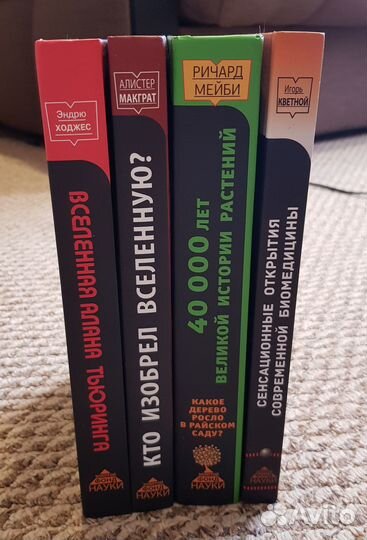 Эндрю
ХОДЖЕС
ВСЕЛЕННАЯ АЛАНА ТЬЮРИНГА
ФОНД
НАУКИ
АЛИСТЕР
МАКГРАТ
КТО ИЗОБРЕЛ ВСЕЛЕННУЮ?
ФОНД
НАУКИ
РИЧАРД
МЕЙБИ
40 000 ЛЕТ
ВЕЛИКОЙ ИСТОРИИ РАСТЕНИЙ
КАКОЕ
ДЕРЕВО
РОСЛО
В РАЙСКОМ
САДУ?
ФОНД
НАУКИ
Игорь
КВЕТНОЙ
СЕНСАЦИОННЫЕ ОТКРЫТИЯ
СОВРЕМЕННОЙ БИОМЕДИЦИНЫ
НАУКИ
Avito